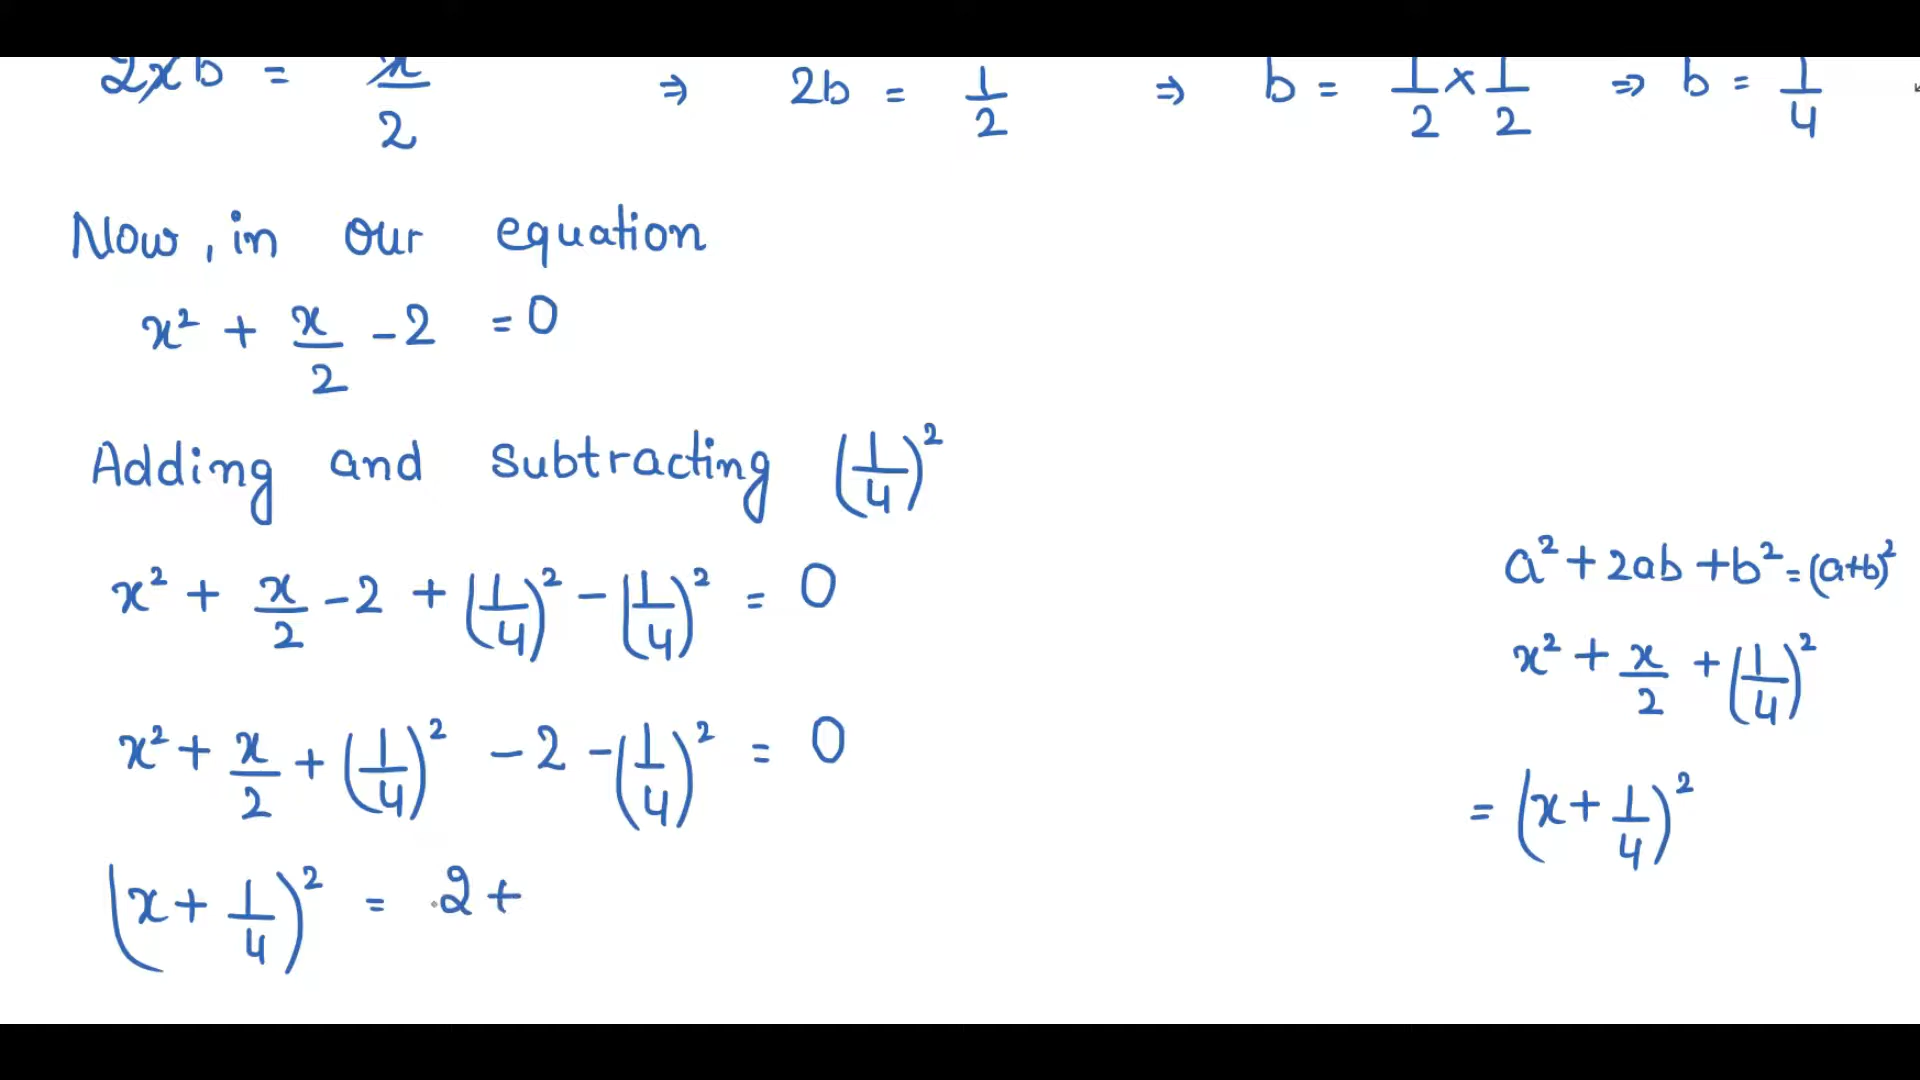 2xb = x/2 ⇒ 2b = 1/2 ⇒ b = 1/2 × 1/2 ⇒ b = 1/4
Now, in our equation
x² + x/2 - 2 = 0
Adding and subtracting (1/4)²
x² + x/2 - 2 + (1/4)² - (1/4)² = 0
x² + x/2 + (1/4)² - 2 - (1/4)² = 0
(x + 1/4)² = 2 +
a² + 2ab + b² = (a+b)²
x² + x/2 + (1/4)²
= (x + 1/4)²